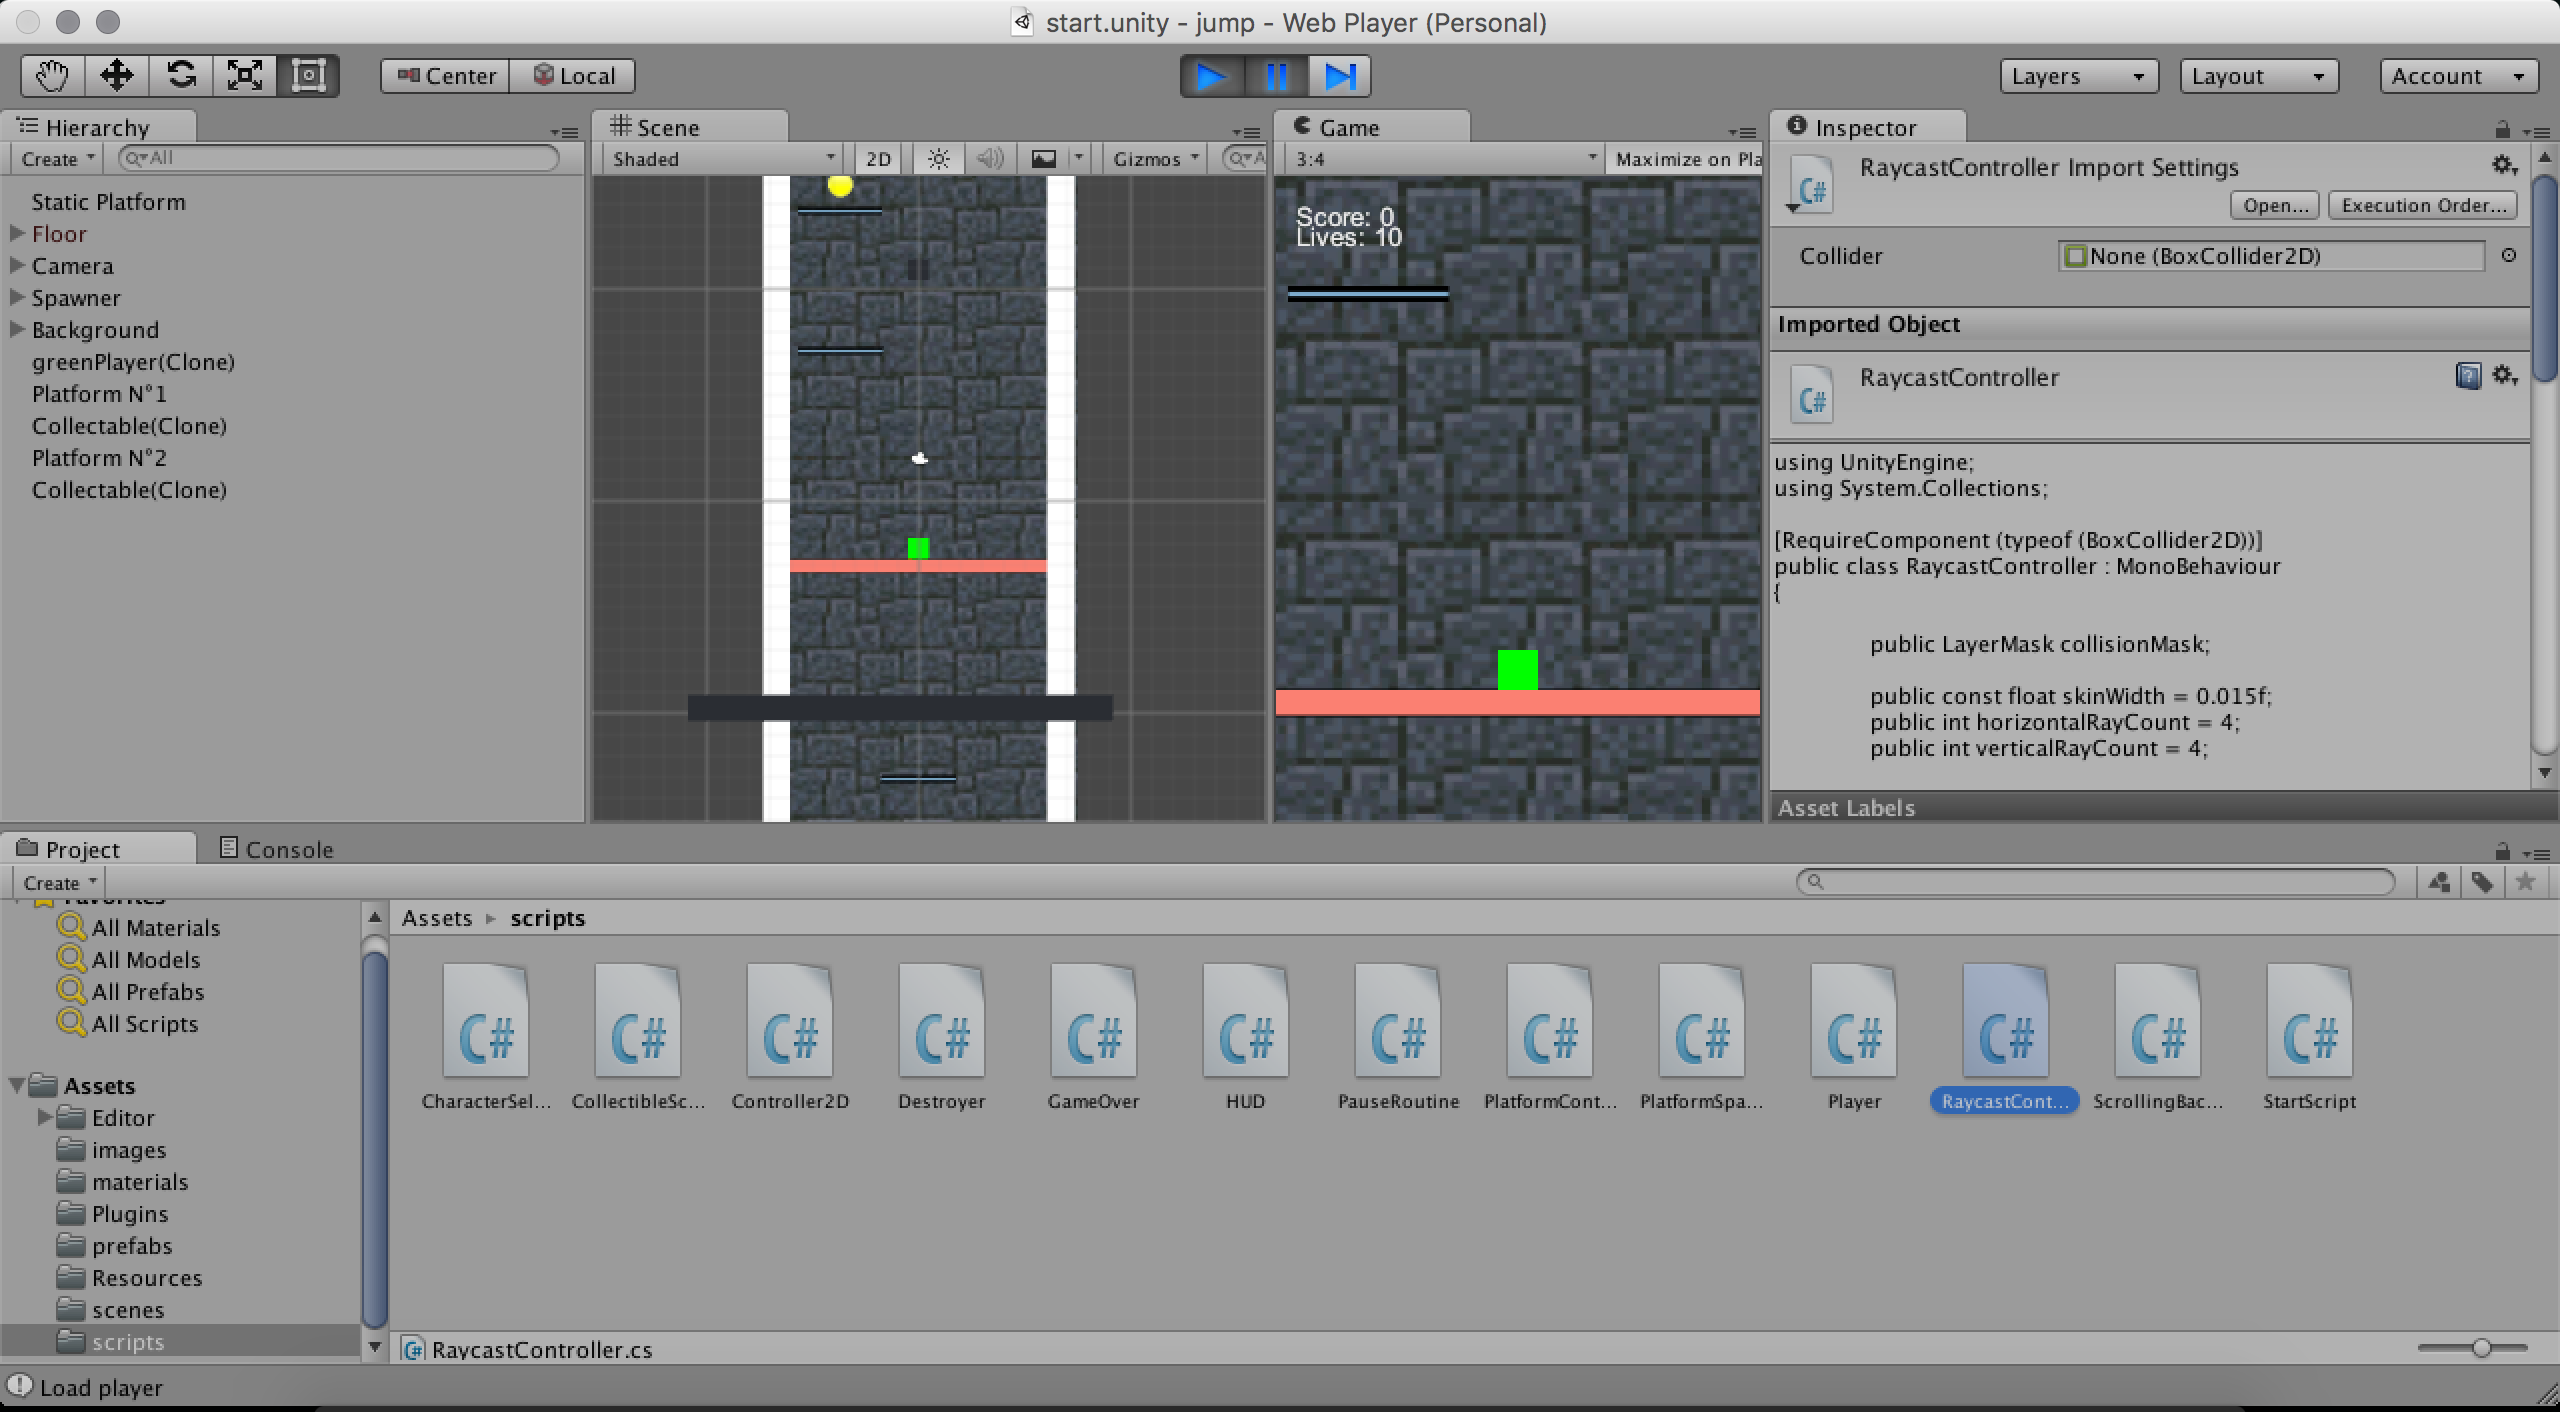 start.unity - jump - Web Player (Personal)
Center
Local
Layers
Layout
Account
Hierarchy
Create
All
Static Platform
Floor
Camera
Spawner
Background
greenPlayer(Clone)
Platform N°1
Collectable(Clone)
Platform N°2
Collectable(Clone)
Scene
Shaded
2D
Gizmos
A
Game
3:4
Maximize on Pla
Score: 0
Lives: 10
Inspector
RaycastController Import Settings
Open...
Execution Order...
Collider
None (BoxCollider2D)
Imported Object
RaycastController
using UnityEngine;
using System.Collections;
[RequireComponent (typeof (BoxCollider2D))]
public class RaycastController : MonoBehaviour
{
public LayerMask collisionMask;
public const float skinWidth = 0.015f;
public int horizontalRayCount = 4;
public int verticalRayCount = 4;
Asset Labels
Project
Console
Create
Favorites
All Materials
All Models
All Prefabs
All Scripts
Assets
Editor
images
materials
Plugins
prefabs
Resources
scenes
scripts
Assets
scripts
C#
CharacterSel...
C#
CollectibleSc...
C#
Controller2D
C#
Destroyer
C#
GameOver
C#
HUD
C#
PauseRoutine
C#
PlatformCont...
C#
PlatformSpa...
C#
Player
C#
RaycastCont...
C#
ScrollingBac...
C#
StartScript
RaycastController.cs
Load player